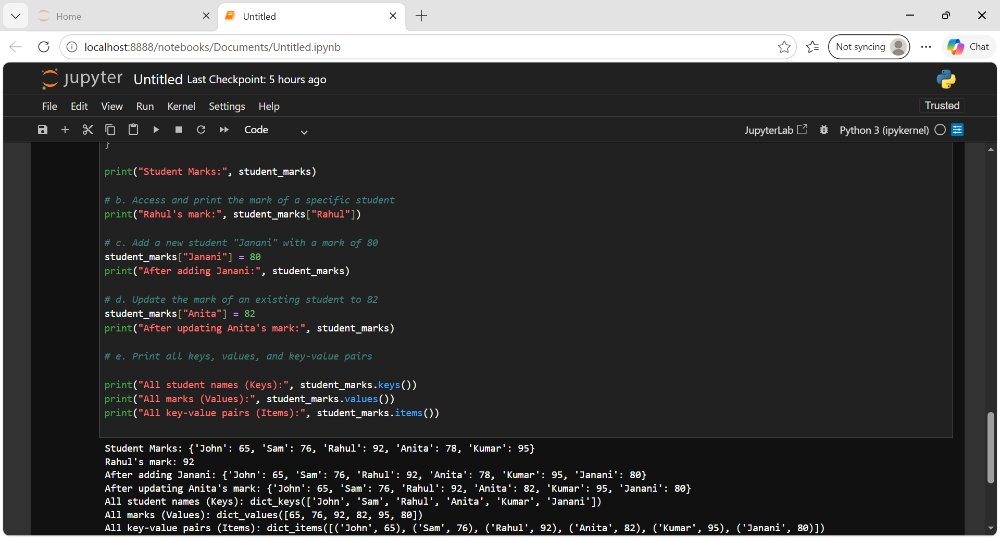 Home
Untitled
localhost:8888/notebooks/Documents/Untitled.ipynb
Not syncing
Chat
jupyter Untitled Last Checkpoint: 5 hours ago
File Edit View Run Kernel Settings Help
Trusted
Code
JupyterLab
Python 3 (ipykernel)
}
print("Student Marks:", student_marks)
# b. Access and print the mark of a specific student
print("Rahul's mark:", student_marks["Rahul"])
# c. Add a new student "Janani" with a mark of 80
student_marks["Janani"] = 80
print("After adding Janani:", student_marks)
# d. Update the mark of an existing student to 82
student_marks["Anita"] = 82
print("After updating Anita's mark:", student_marks)
# e. Print all keys, values, and key-value pairs
print("All student names (Keys):", student_marks.keys())
print("All marks (Values):", student_marks.values())
print("All key-value pairs (Items):", student_marks.items())
Student Marks: {'John': 65, 'Sam': 76, 'Rahul': 92, 'Anita': 78, 'Kumar': 95}
Rahul's mark: 92
After adding Janani: {'John': 65, 'Sam': 76, 'Rahul': 92, 'Anita': 78, 'Kumar': 95, 'Janani': 80}
After updating Anita's mark: {'John': 65, 'Sam': 76, 'Rahul': 92, 'Anita': 82, 'Kumar': 95, 'Janani': 80}
All student names (Keys): dict_keys(['John', 'Sam', 'Rahul', 'Anita', 'Kumar', 'Janani'])
All marks (Values): dict_values([65, 76, 92, 82, 95, 80])
All key-value pairs (Items): dict_items([('John', 65), ('Sam', 76), ('Rahul', 92), ('Anita', 82), ('Kumar', 95), ('Janani', 80)])